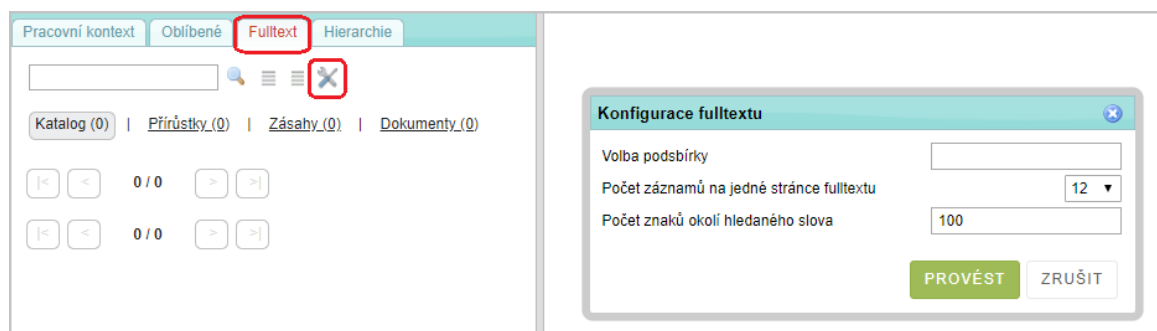 Pracovní kontext Oblíbené Fulltext Hierarchie
Katalog (0) | Přírůstky (0) | Zásahy (0) | Dokumenty (0)
|< < 0 / 0 > >|
|< < 0 / 0 > >|
Konfigurace fulltextu
Volba podsbírky
Počet záznamů na jedné stránce fulltextu 12
Počet znaků okolí hledaného slova 100
PROVÉST ZRUŠIT